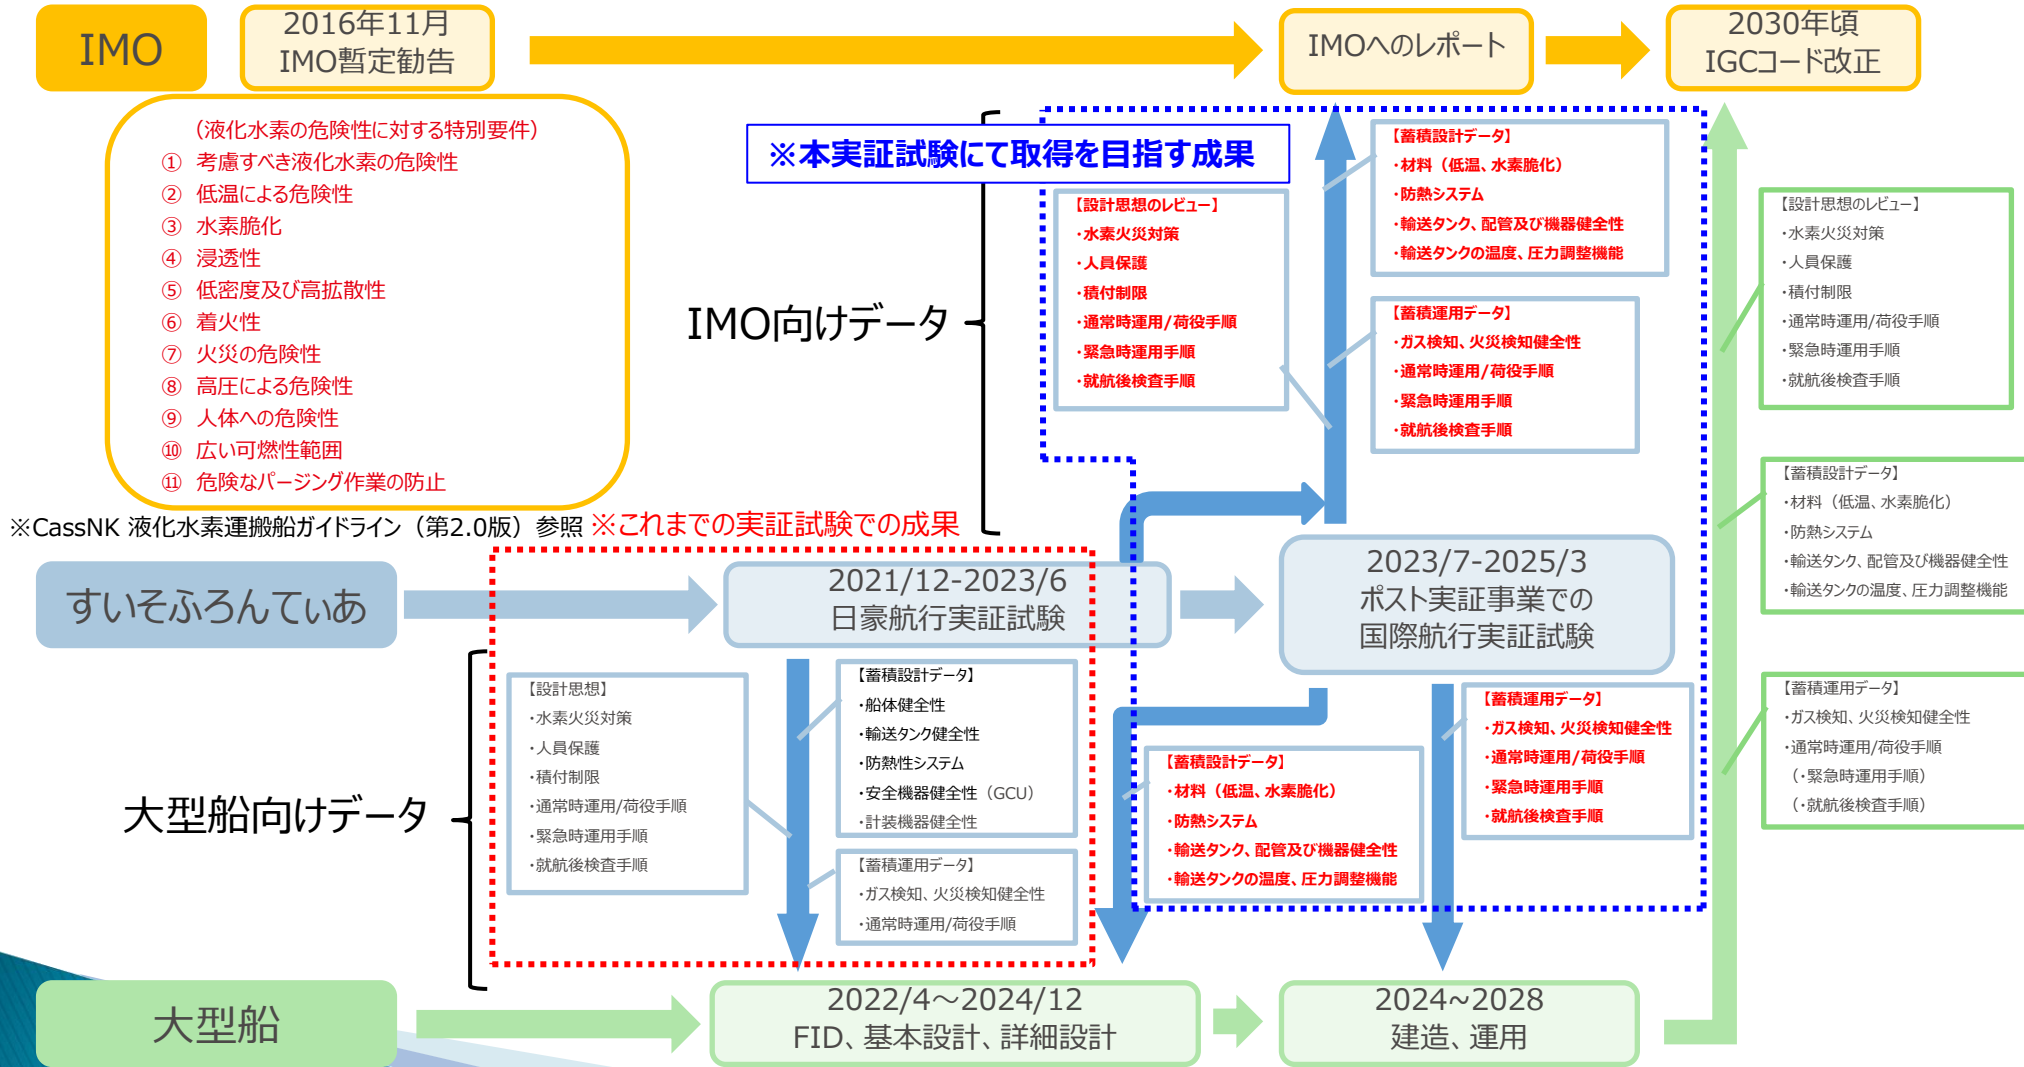 IMO
2016年11月
IMO暫定勧告
IMOへのレポート
2030年頃
IGCコード改正
（液化水素の危険性に対する特別要件）
① 考慮すべき液化水素の危険性
② 低温による危険性
③ 水素脆化
④ 浸透性
⑤ 低密度及び高拡散性
⑥ 着火性
⑦ 火災の危険性
⑧ 高圧による危険性
⑨ 人体への危険性
⑩ 広い可燃性範囲
⑪ 危険なパージング作業の防止
※CassNK 液化水素運搬船ガイドライン（第2.0版）参照
※本実証試験にて取得を目指す成果
IMO向けデータ
【設計思想のレビュー】
・水素火災対策
・人員保護
・積付制限
・通常時運用/荷役手順
・緊急時運用手順
・就航後検査手順
【蓄積設計データ】
・材料（低温、水素脆化）
・防熱システム
・輸送タンク、配管及び機器健全性
・輸送タンクの温度、圧力調整機能
【蓄積運用データ】
・ガス検知、火災検知健全性
・通常時運用/荷役手順
・緊急時運用手順
・就航後検査手順
【設計思想のレビュー】
・水素火災対策
・人員保護
・積付制限
・通常時運用/荷役手順
・緊急時運用手順
・就航後検査手順
【蓄積設計データ】
・材料（低温、水素脆化）
・防熱システム
・輸送タンク、配管及び機器健全性
・輸送タンクの温度、圧力調整機能
【蓄積運用データ】
・ガス検知、火災検知健全性
・通常時運用/荷役手順
（・緊急時運用手順）
（・就航後検査手順）
※これまでの実証試験での成果
すいそふろんてぃあ
2021/12-2023/6
日豪航行実証試験
2023/7-2025/3
ポスト実証事業での
国際航行実証試験
大型船向けデータ
【設計思想】
・水素火災対策
・人員保護
・積付制限
・通常時運用/荷役手順
・緊急時運用手順
・就航後検査手順
【蓄積設計データ】
・船体健全性
・輸送タンク健全性
・防熱性システム
・安全機器健全性（GCU）
・計装機器健全性
【蓄積運用データ】
・ガス検知、火災検知健全性
・通常時運用/荷役手順
【蓄積設計データ】
・材料（低温、水素脆化）
・防熱システム
・輸送タンク、配管及び機器健全性
・輸送タンクの温度、圧力調整機能
【蓄積運用データ】
・ガス検知、火災検知健全性
・通常時運用/荷役手順
・緊急時運用手順
・就航後検査手順
大型船
2022/4～2024/12
FID、基本設計、詳細設計
2024~2028
建造、運用